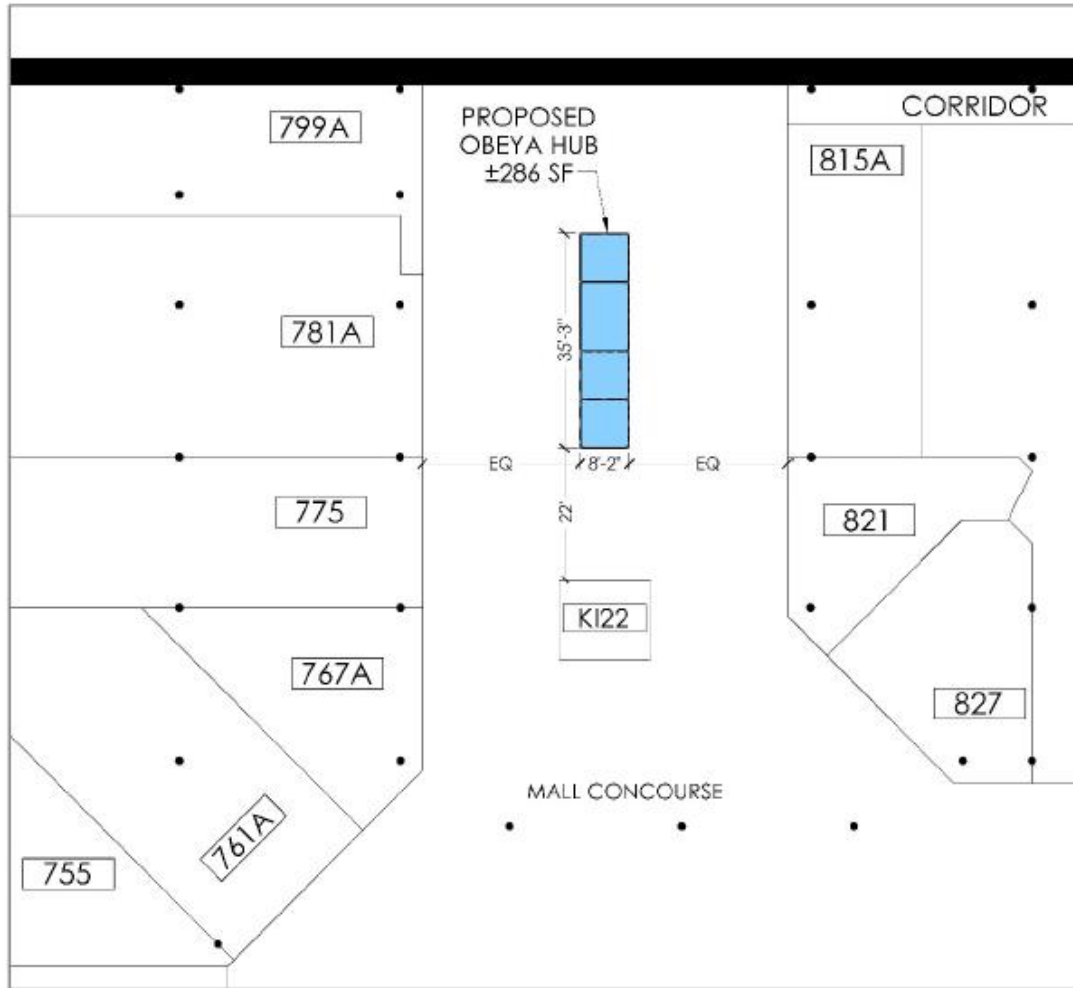 799A
PROPOSED
OBEYA HUB
±286 SF
CORRIDOR
815A
781A
35'-3"
EQ
8'-2"
EQ
775
22'
821
KI22
767A
827
MALL CONCOURSE
761A
755